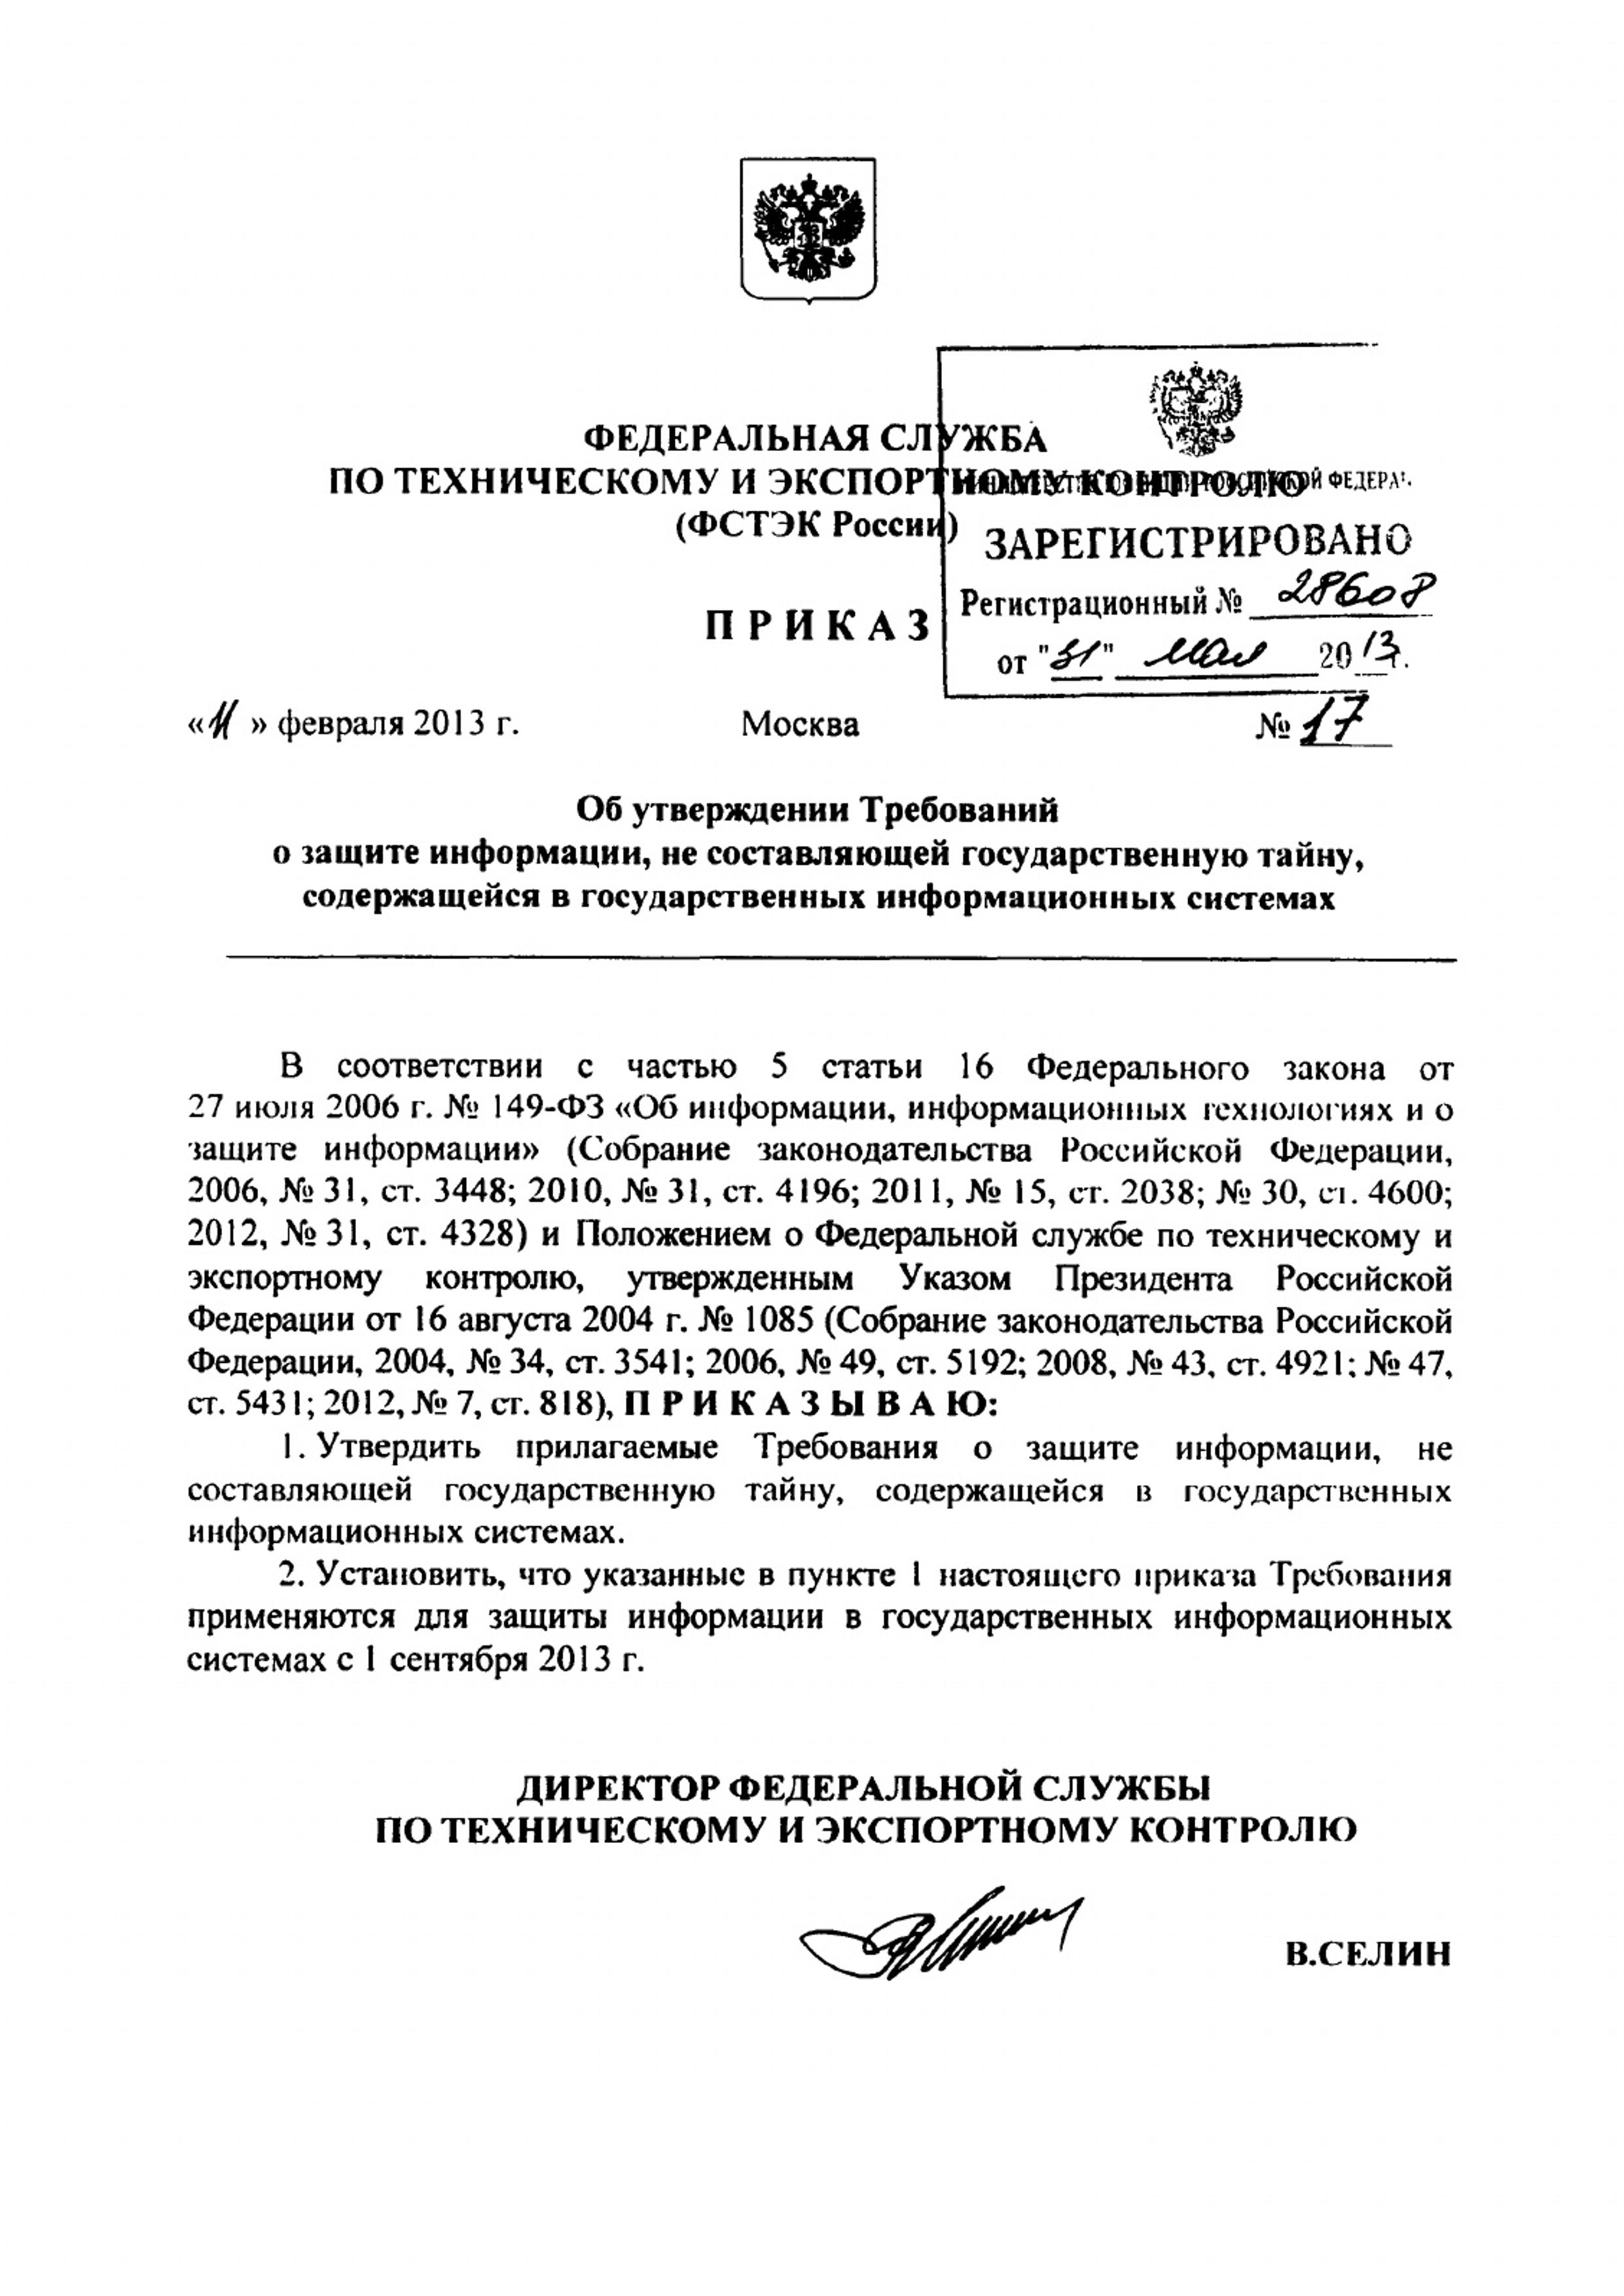 ФЕДЕРАЛЬНАЯ СЛУЖБА
ПО ТЕХНИЧЕСКОМУ И ЭКСПОРТНОМУ КОНТРОЛЮ
(ФСТЭК России)
РОССИЙСКОЙ ФЕДЕРА
ЗАРЕГИСТРИРОВАНО
Регистрационный № 28608
от "31" мая 2013г.
П Р И К А З
«11» февраля 2013 г. Москва № 17
Об утверждении Требований
о защите информации, не составляющей государственную тайну,
содержащейся в государственных информационных системах
В соответствии с частью 5 статьи 16 Федерального закона от
27 июля 2006 г. № 149-ФЗ «Об информации, информационных технологиях и о
защите информации» (Собрание законодательства Российской Федерации,
2006, № 31, ст. 3448; 2010, № 31, ст. 4196; 2011, № 15, ст. 2038; № 30, ст. 4600;
2012, № 31, ст. 4328) и Положением о Федеральной службе по техническому и
экспортному контролю, утвержденным Указом Президента Российской
Федерации от 16 августа 2004 г. № 1085 (Собрание законодательства Российской
Федерации, 2004, № 34, ст. 3541; 2006, № 49, ст. 5192; 2008, № 43, ст. 4921; № 47,
ст. 5431; 2012, № 7, ст. 818), П Р И К А З Ы В А Ю:
1. Утвердить прилагаемые Требования о защите информации, не
составляющей государственную тайну, содержащейся в государственных
информационных системах.
2. Установить, что указанные в пункте 1 настоящего приказа Требования
применяются для защиты информации в государственных информационных
системах с 1 сентября 2013 г.
ДИРЕКТОР ФЕДЕРАЛЬНОЙ СЛУЖБЫ
ПО ТЕХНИЧЕСКОМУ И ЭКСПОРТНОМУ КОНТРОЛЮ
В.СЕЛИН